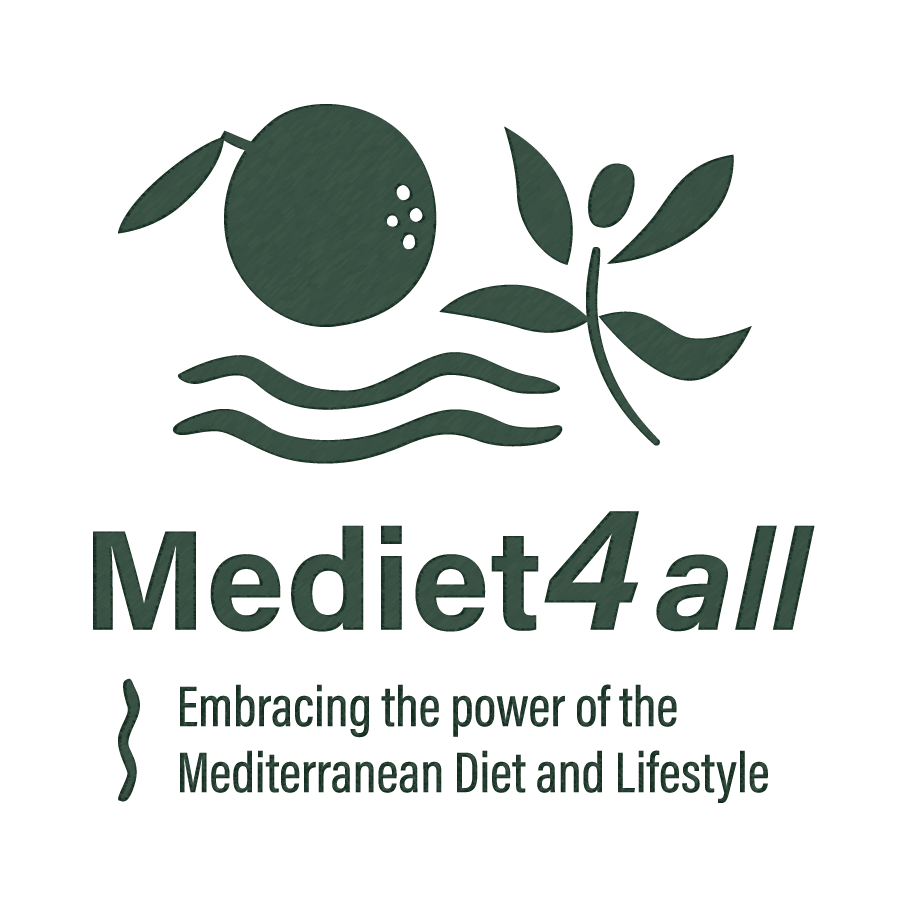 Mediet4all
Embracing the power of the
Mediterranean Diet and Lifestyle